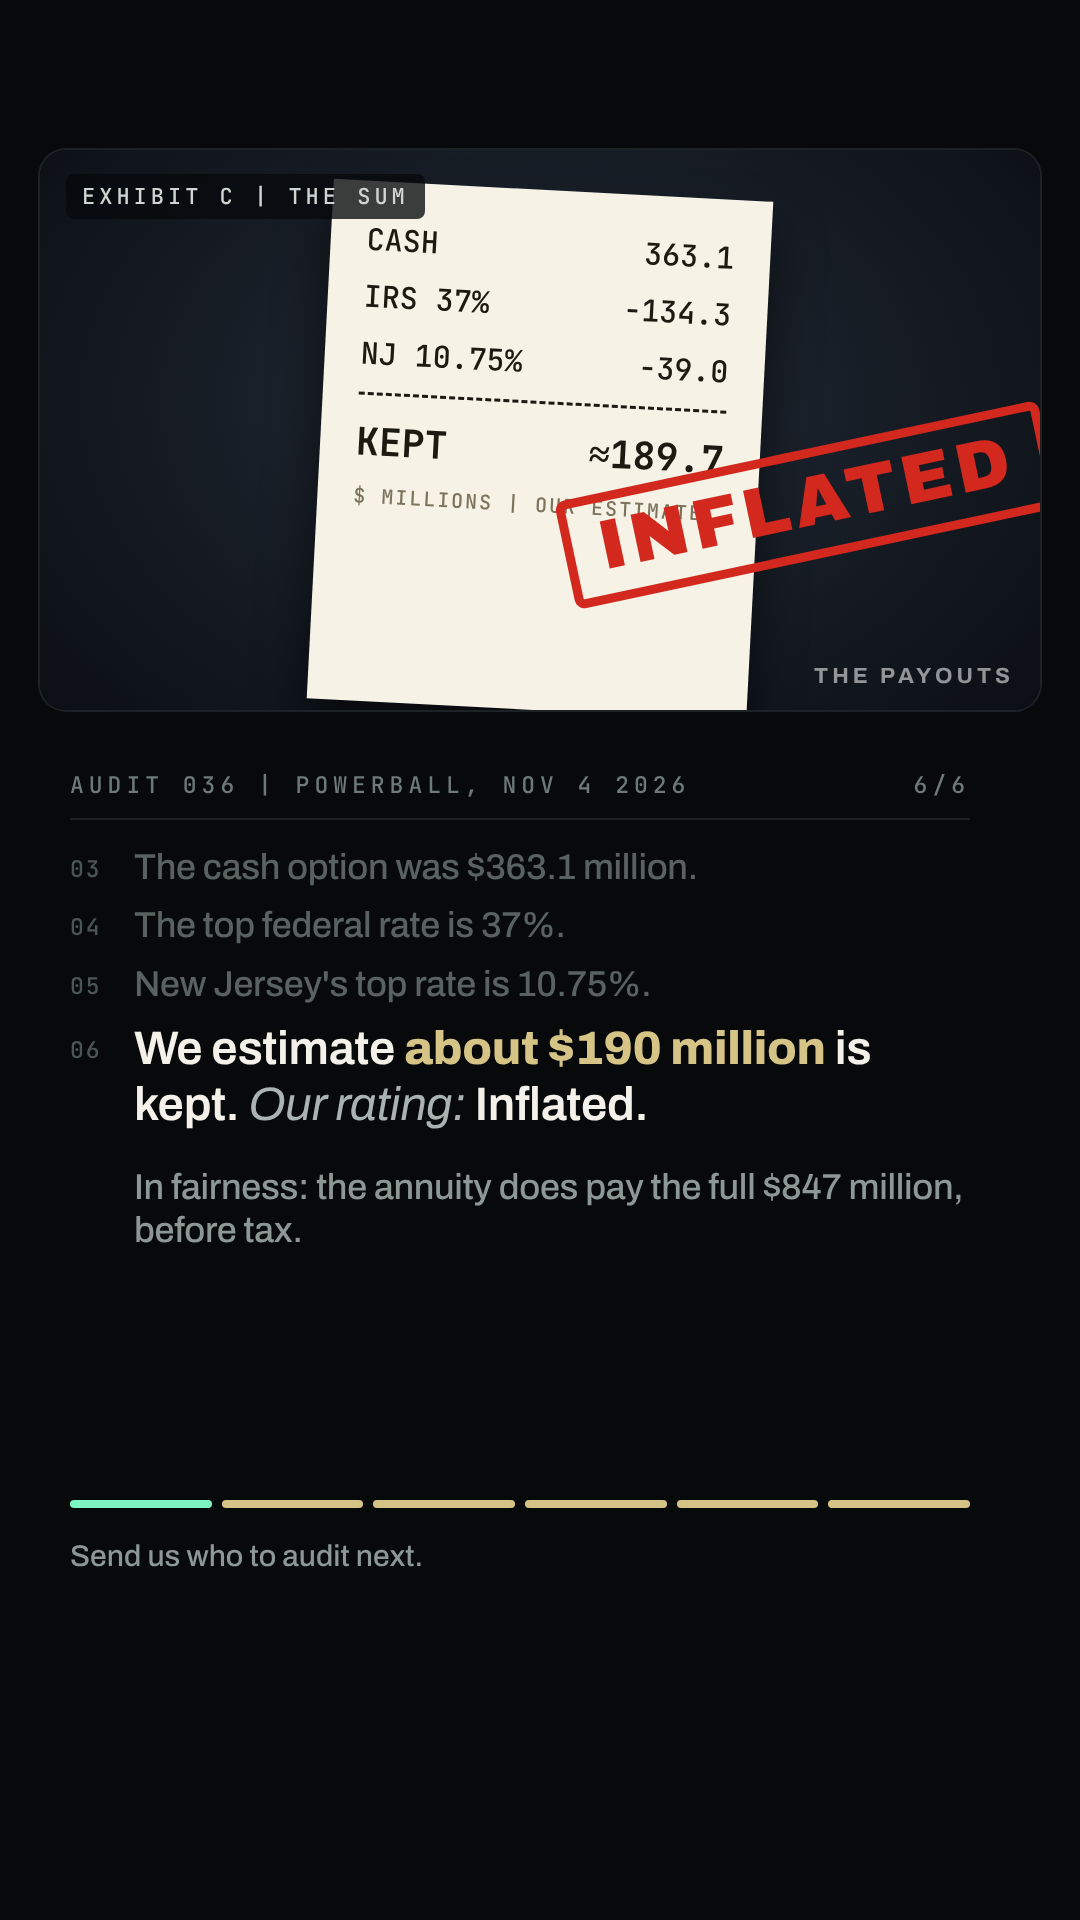 EXHIBIT C | THE SUM
CASH 363.1
IRS 37% -134.3
NJ 10.75% -39.0
KEPT ≈189.7
$ MILLIONS | OUR ESTIMATE
INFLATED
THE PAYOUTS
AUDIT 036 | POWERBALL, NOV 4 2026 6/6
03 The cash option was $363.1 million.
04 The top federal rate is 37%.
05 New Jersey's top rate is 10.75%.
06 We estimate about $190 million is
kept. Our rating: Inflated.
In fairness: the annuity does pay the full $847 million,
before tax.
Send us who to audit next.